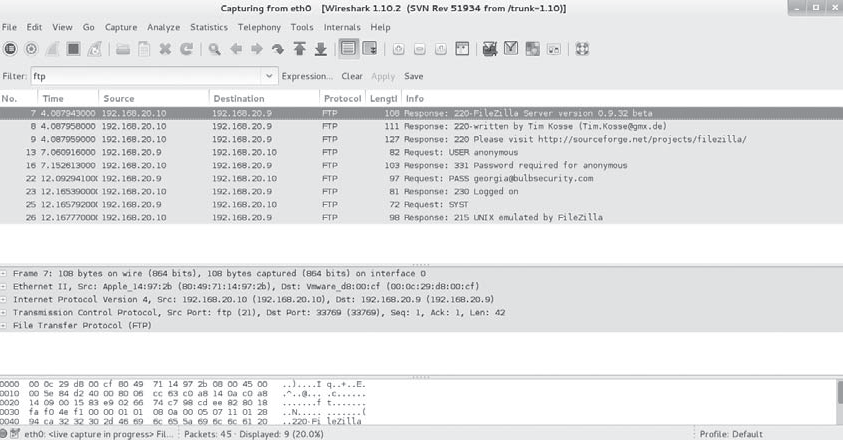 Capturing from eth0 [Wireshark 1.10.2 (SVN Rev 51934 from /trunk-1.10)]
File Edit View Go Capture Analyze Statistics Telephony Tools Internals Help
Filter: ftp Expression... Clear Apply Save
No. Time Source Destination Protocol Lengtl Info
7 4.087943000 192.168.20.10 192.168.20.9 FTP 108 Response: 220-FileZilla Server version 0.9.32 beta
8 4.087958000 192.168.20.10 192.168.20.9 FTP 111 Response: 220-written by Tim Kosse (Tim.Kosse@gmx.de)
9 4.087959000 192.168.20.10 192.168.20.9 FTP 127 Response: 220 Please visit http://sourceforge.net/projects/filezilla/
13 7.060916000 192.168.20.9 192.168.20.10 FTP 82 Request: USER anonymous
16 7.152613000 192.168.20.10 192.168.20.9 FTP 103 Response: 331 Password required for anonymous
22 12.09294100( 192.168.20.9 192.168.20.10 FTP 97 Request: PASS georgia@bulbsecurity.com
23 12.16539000( 192.168.20.10 192.168.20.9 FTP 81 Response: 230 Logged on
25 12.16579200( 192.168.20.9 192.168.20.10 FTP 72 Request: SYST
26 12.16777000( 192.168.20.10 192.168.20.9 FTP 98 Response: 215 UNIX emulated by FileZilla
Frame 7: 108 bytes on wire (864 bits), 108 bytes captured (864 bits) on interface 0
Ethernet II, Src: Apple_14:97:2b (80:49:71:14:97:2b), Dst: Vmware_d8:00:cf (00:0c:29:d8:00:cf)
Internet Protocol Version 4, Src: 192.168.20.10 (192.168.20.10), Dst: 192.168.20.9 (192.168.20.9)
Transmission Control Protocol, Src Port: ftp (21), Dst Port: 33769 (33769), Seq: 1, Ack: 1, Len: 42
File Transfer Protocol (FTP)
0000 00 0c 29 d8 00 cf 80 49 71 14 97 2b 08 00 45 00 ..)....I q..+..E.
0010 00 5e 84 d2 40 00 80 06 cc 63 c0 a8 14 0a c0 a8 .^..@... .c......
0020 14 09 00 15 83 e9 02 66 74 c7 98 cd ee 82 80 18 .......f t.......
0030 fa f0 4e f1 00 00 01 01 08 0a 00 05 07 11 01 28 ..N..... .......(
0040 94 ca 32 32 30 2d 46 69 6c 65 5a 69 6c 6c 61 20 ..220-Fi leZilla
eth0: <live capture in progress> Fil... Packets: 45 · Displayed: 9 (20.0%) Profile: Default